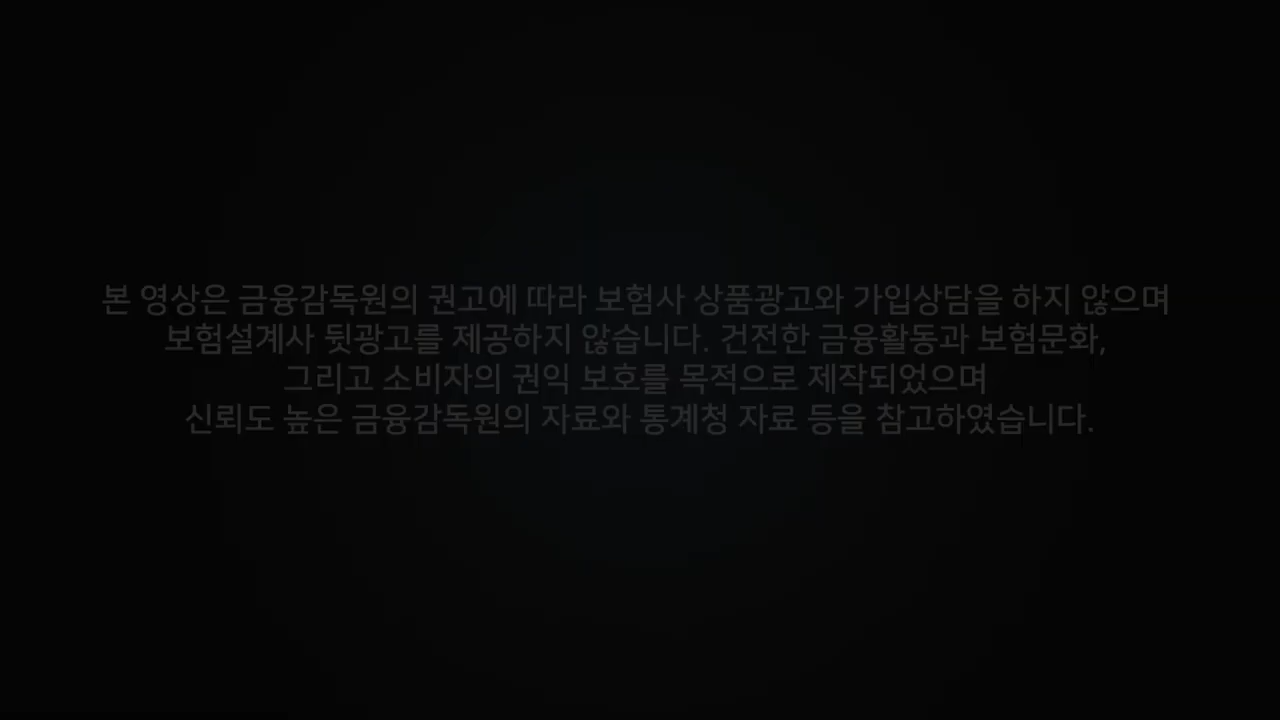 본 영상은 금융감독원의 권고에 따라 보험사 상품광고와 가입상담을 하지 않으며
보험설계사 뒷광고를 제공하지 않습니다. 건전한 금융활동과 보험문화,
그리고 소비자의 권익 보호를 목적으로 제작되었으며
신뢰도 높은 금융감독원의 자료와 통계청 자료 등을 참고하였습니다.